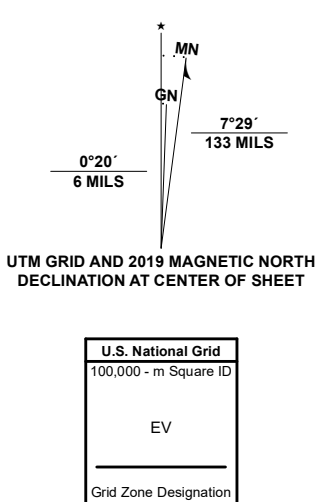 ★
MN
GN
7°29´
133 MILS
0°20´
6 MILS
UTM GRID AND 2019 MAGNETIC NORTH
DECLINATION AT CENTER OF SHEET
U.S. National Grid
100,000 - m Square ID
EV
Grid Zone Designation